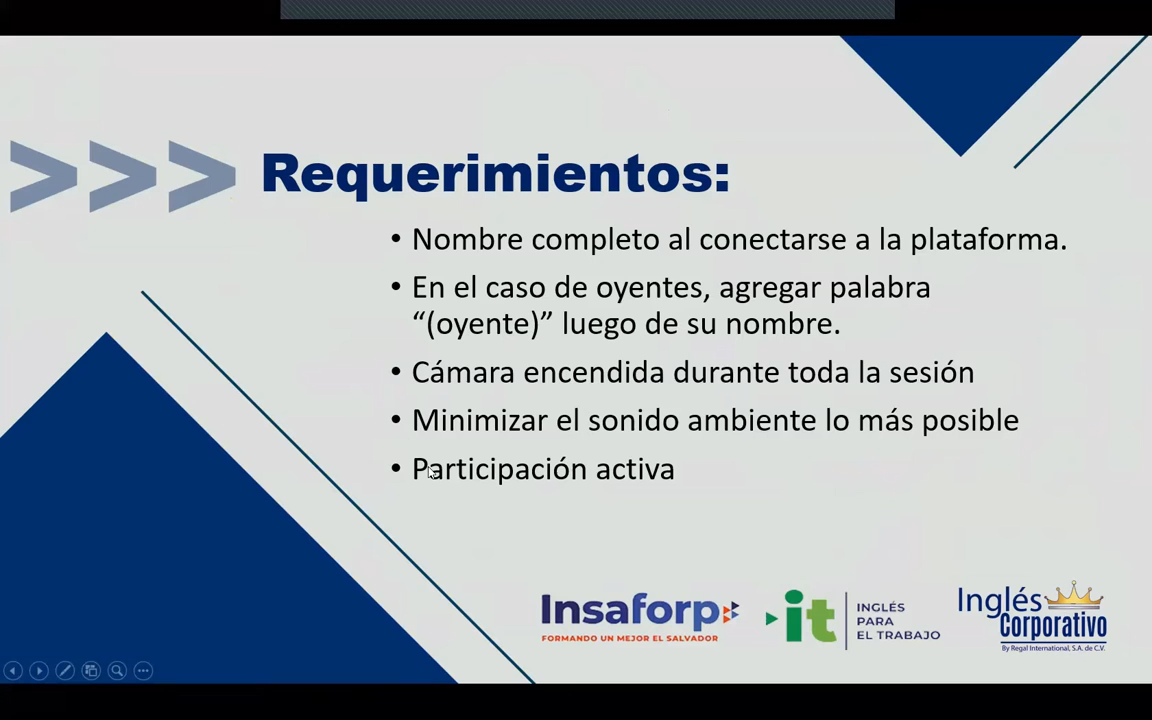 >>> Requerimientos:
• Nombre completo al conectarse a la plataforma.
• En el caso de oyentes, agregar palabra
“(oyente)” luego de su nombre.
• Cámara encendida durante toda la sesión
• Minimizar el sonido ambiente lo más posible
• Participación activa
Insaforp
FORMANDO UN MEJOR EL SALVADOR
it
INGLÉS
PARA
EL TRABAJO
Inglés
Corporativo
By Regal International, S.A. de C.V.